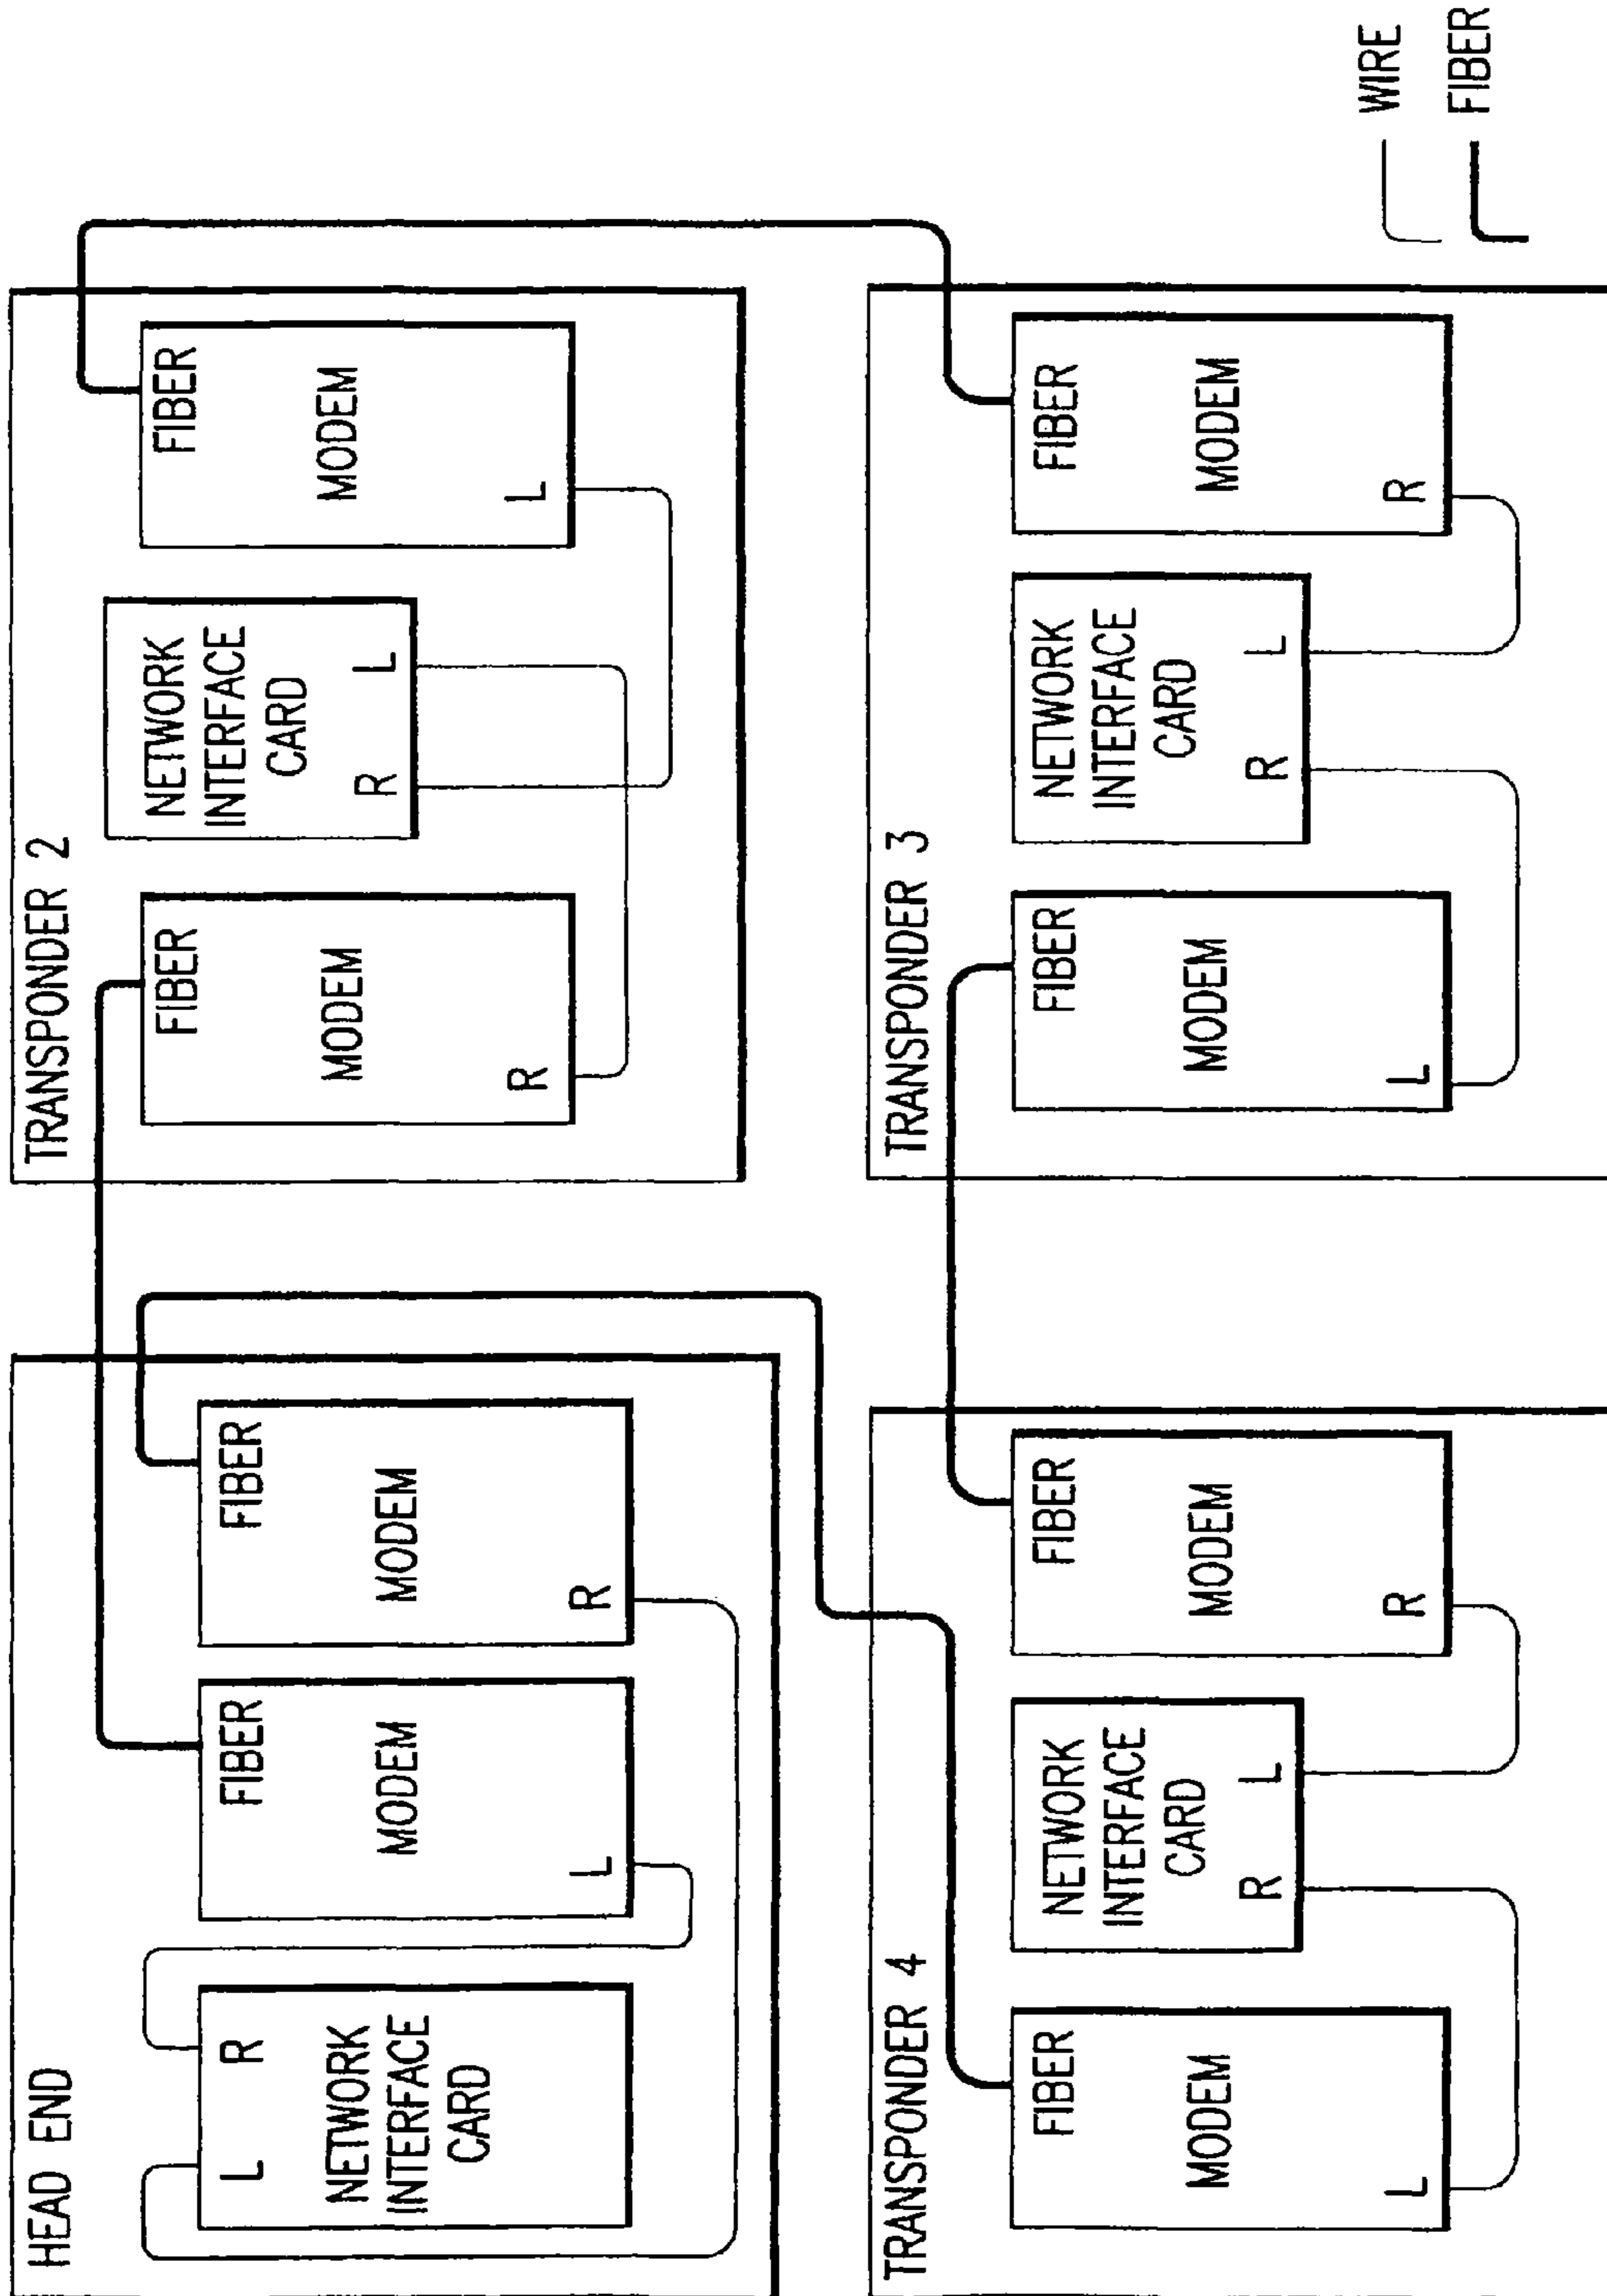 HEAD END
L
R
NETWORK
INTERFACE
CARD
FIBER
MODEM
L
FIBER
MODEM
R
TRANSPONDER 2
FIBER
MODEM
R
NETWORK
INTERFACE
CARD
R
L
FIBER
MODEM
L
TRANSPONDER 4
FIBER
MODEM
L
NETWORK
INTERFACE
CARD
R
L
FIBER
MODEM
R
TRANSPONDER 3
FIBER
MODEM
L
NETWORK
INTERFACE
CARD
R
L
FIBER
MODEM
R
WIRE
FIBER